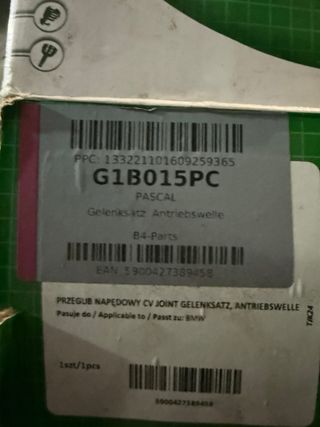 PPC: 133221101609259365
G1B015PC
PASCAL
Gelenksatz Antriebswelle
B4-Parts
EAN 5900427389458
PRZEGUB NAPĘDOWY CV JOINT GELENKSATZ, ANTRIEBSWELLE
Pasuje do / Applicable to / Passt zu: BMW
TJK24
1szt/1pcs
5900427389458